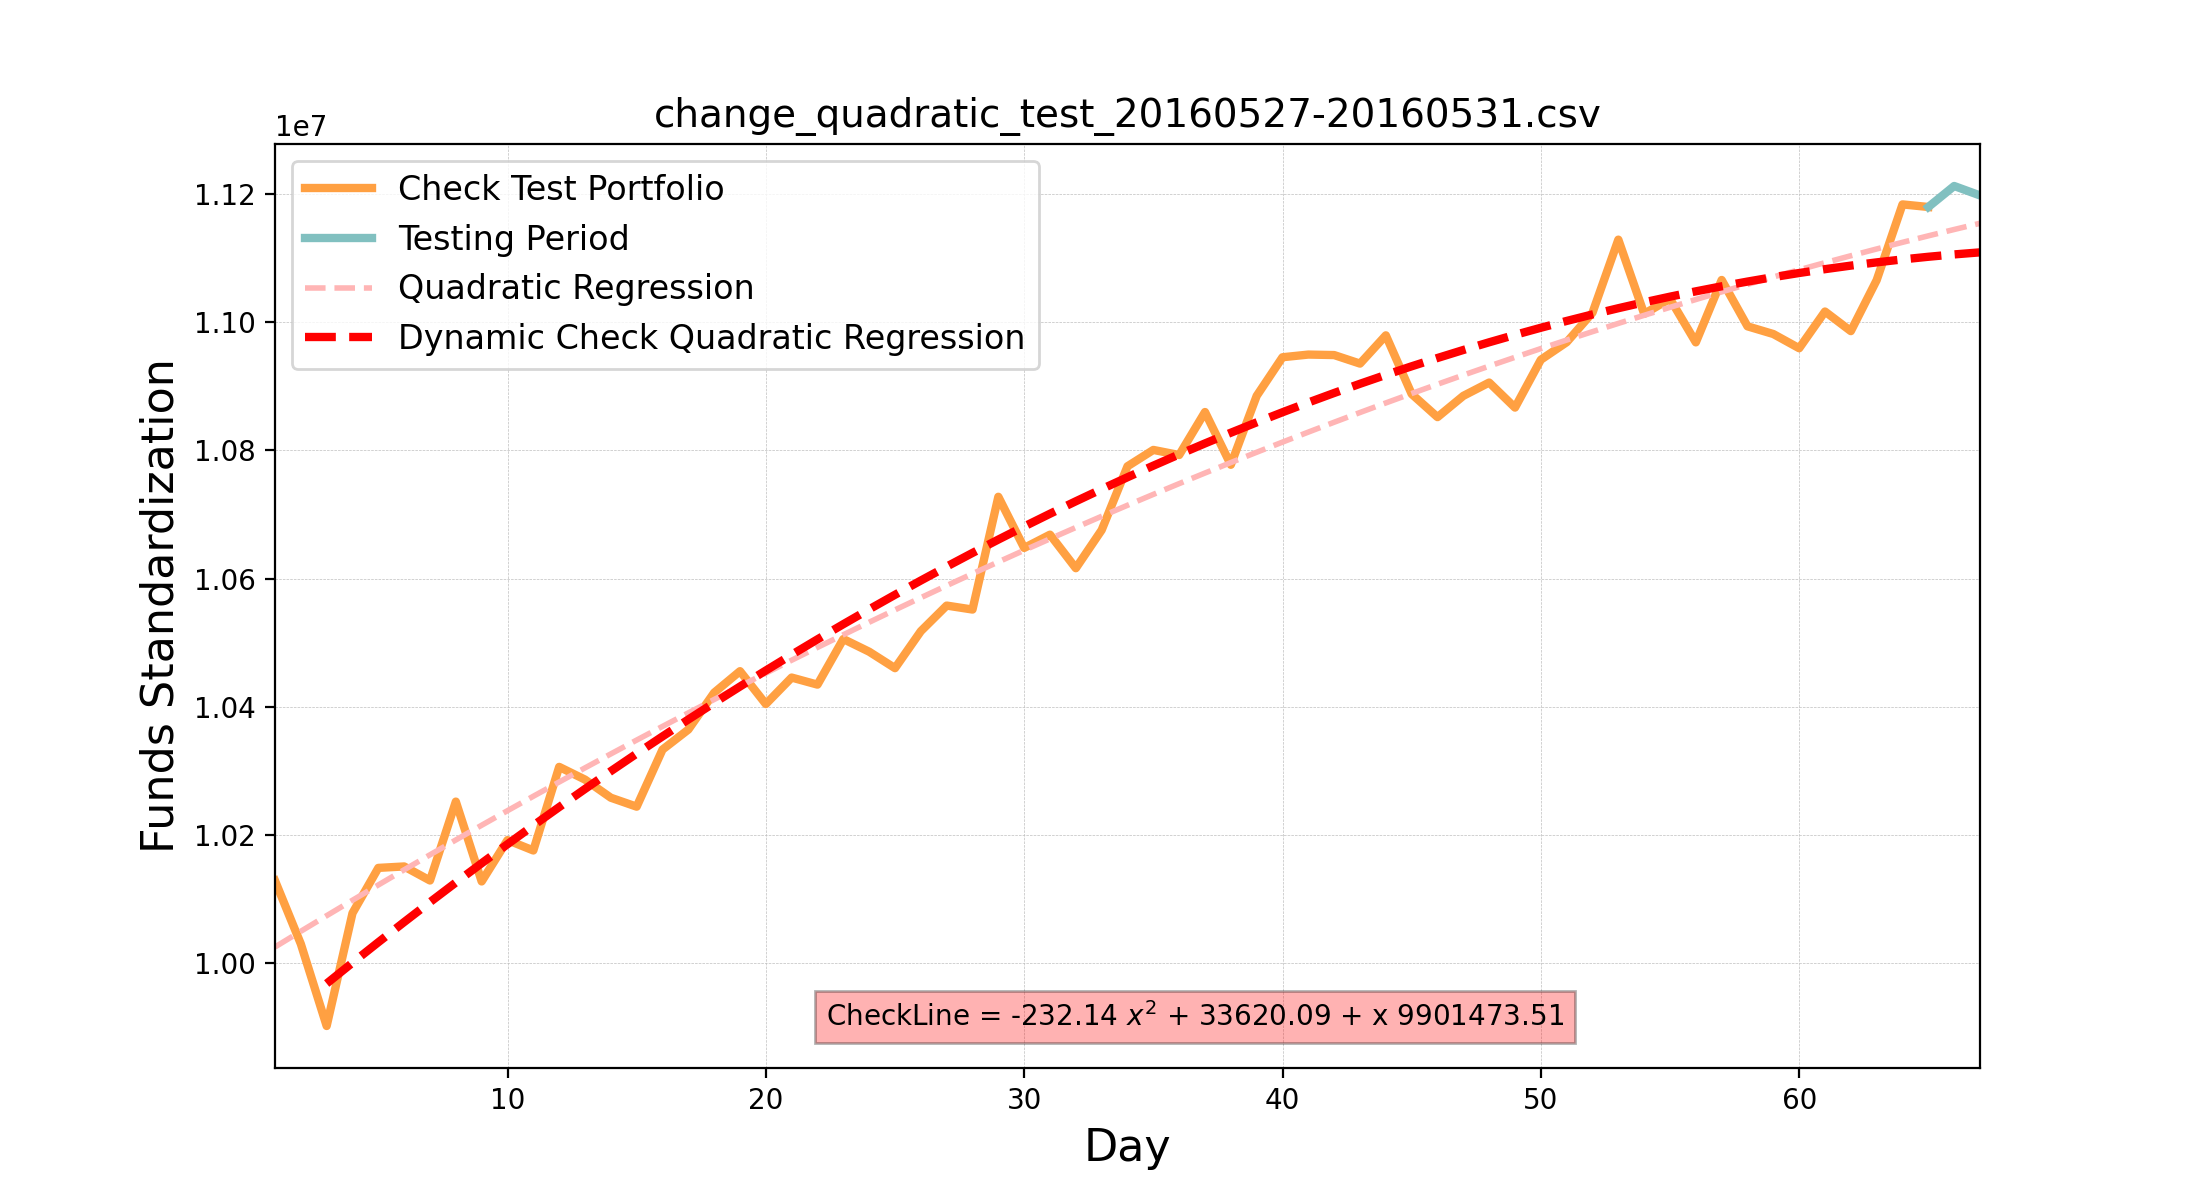 change_quadratic_test_20160527-20160531.csv
1e7
Check Test Portfolio
Testing Period
Quadratic Regression
Dynamic Check Quadratic Regression
1.12
1.10
1.08
1.06
1.04
1.02
1.00
Funds Standardization
CheckLine = -232.14 x² + 33620.09 + x 9901473.51
10 20 30 40 50 60
Day